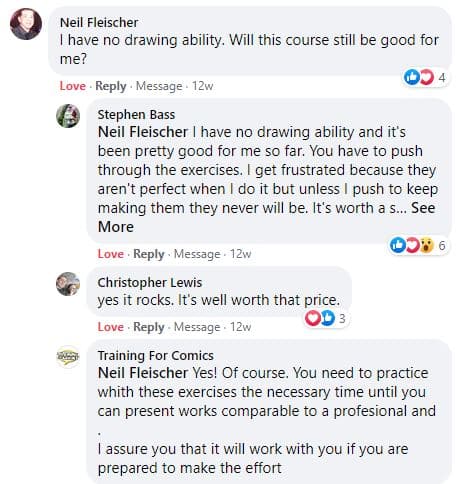 Neil Fleischer
I have no drawing ability. Will this course still be good for
me?
4
Love · Reply · Message · 12w
Stephen Bass
Neil Fleischer I have no drawing ability and it's
been pretty good for me so far. You have to push
through the exercises. I get frustrated because they
aren't perfect when I do it but unless I push to keep
making them they never will be. It's worth a s... See
More
6
Love · Reply · Message · 12w
Christopher Lewis
yes it rocks. It's well worth that price.
3
Love · Reply · Message · 12w
Training For Comics
Neil Fleischer Yes! Of course. You need to practice
whith these exercises the necessary time until you
can present works comparable to a profesional and
.
I assure you that it will work with you if you are
prepared to make the effort